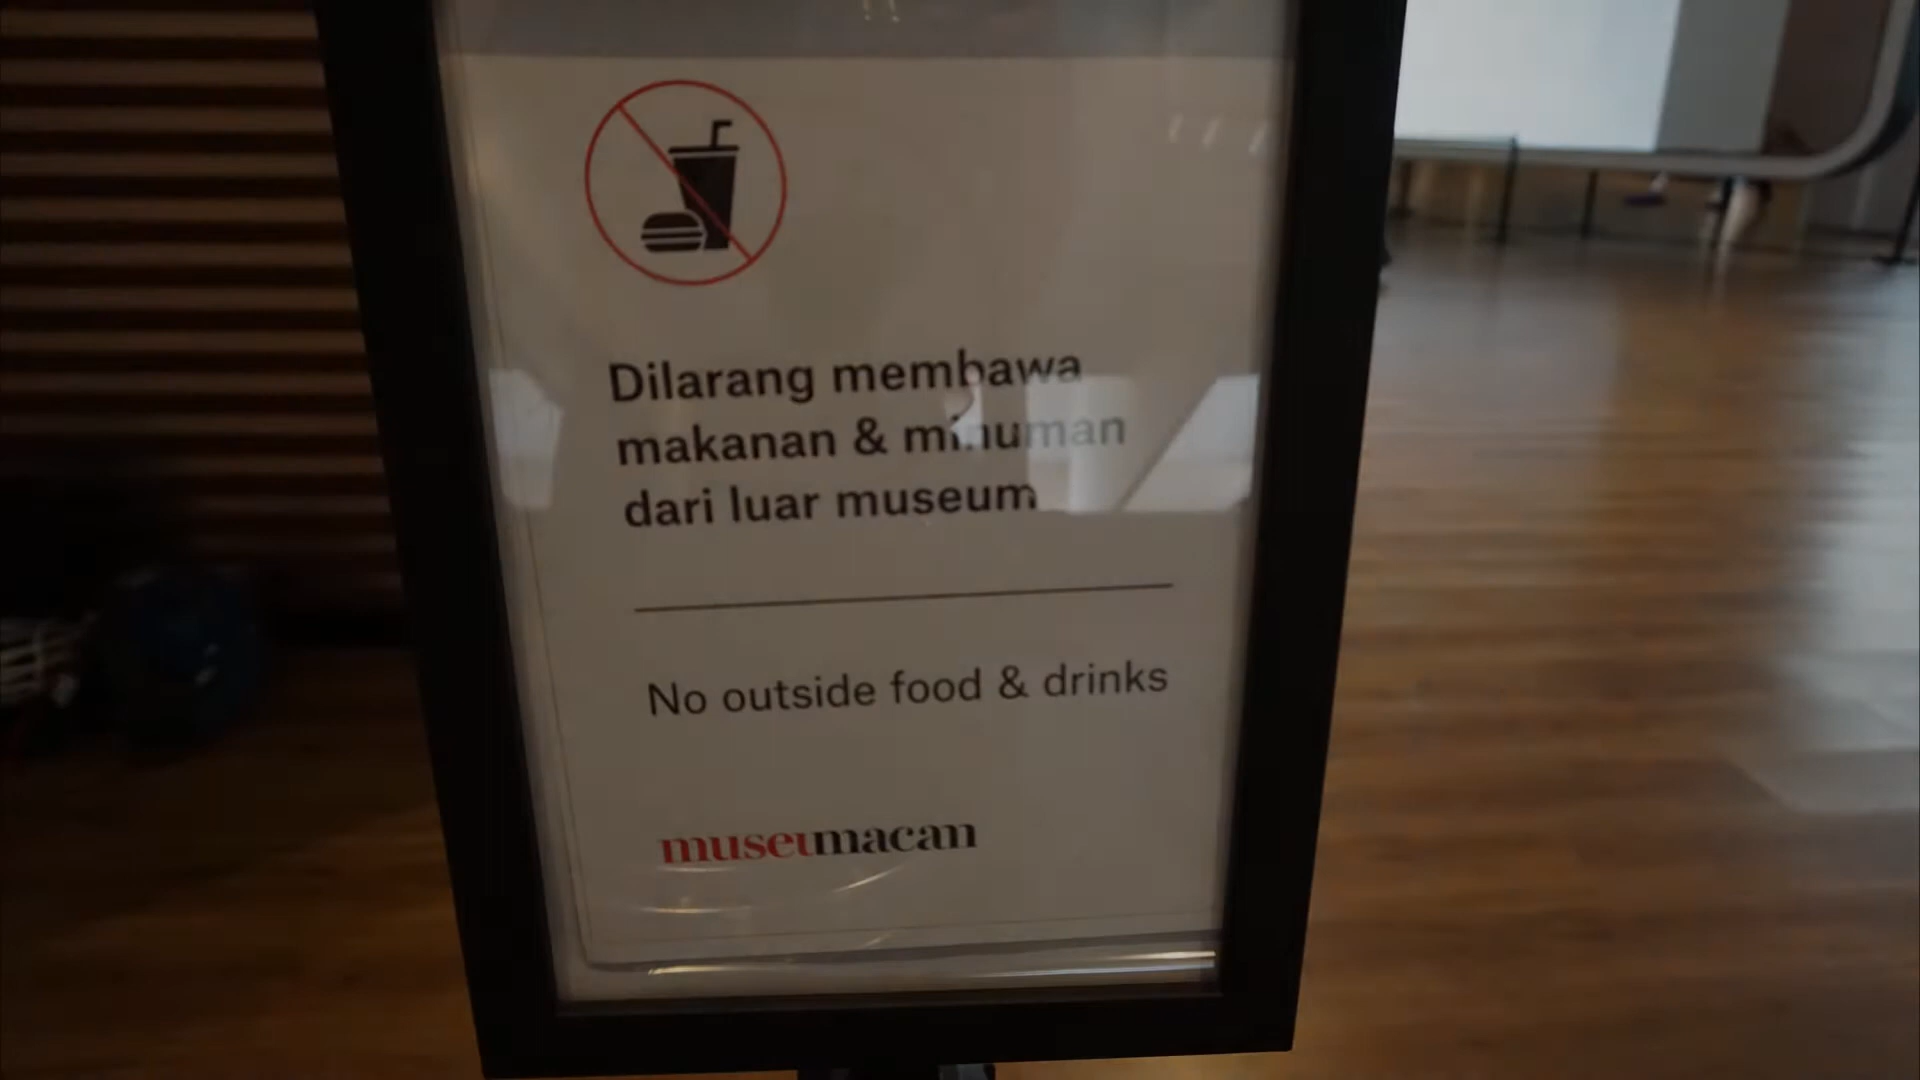 Dilarang membawa
makanan & minuman
dari luar museum
No outside food & drinks
museumacan